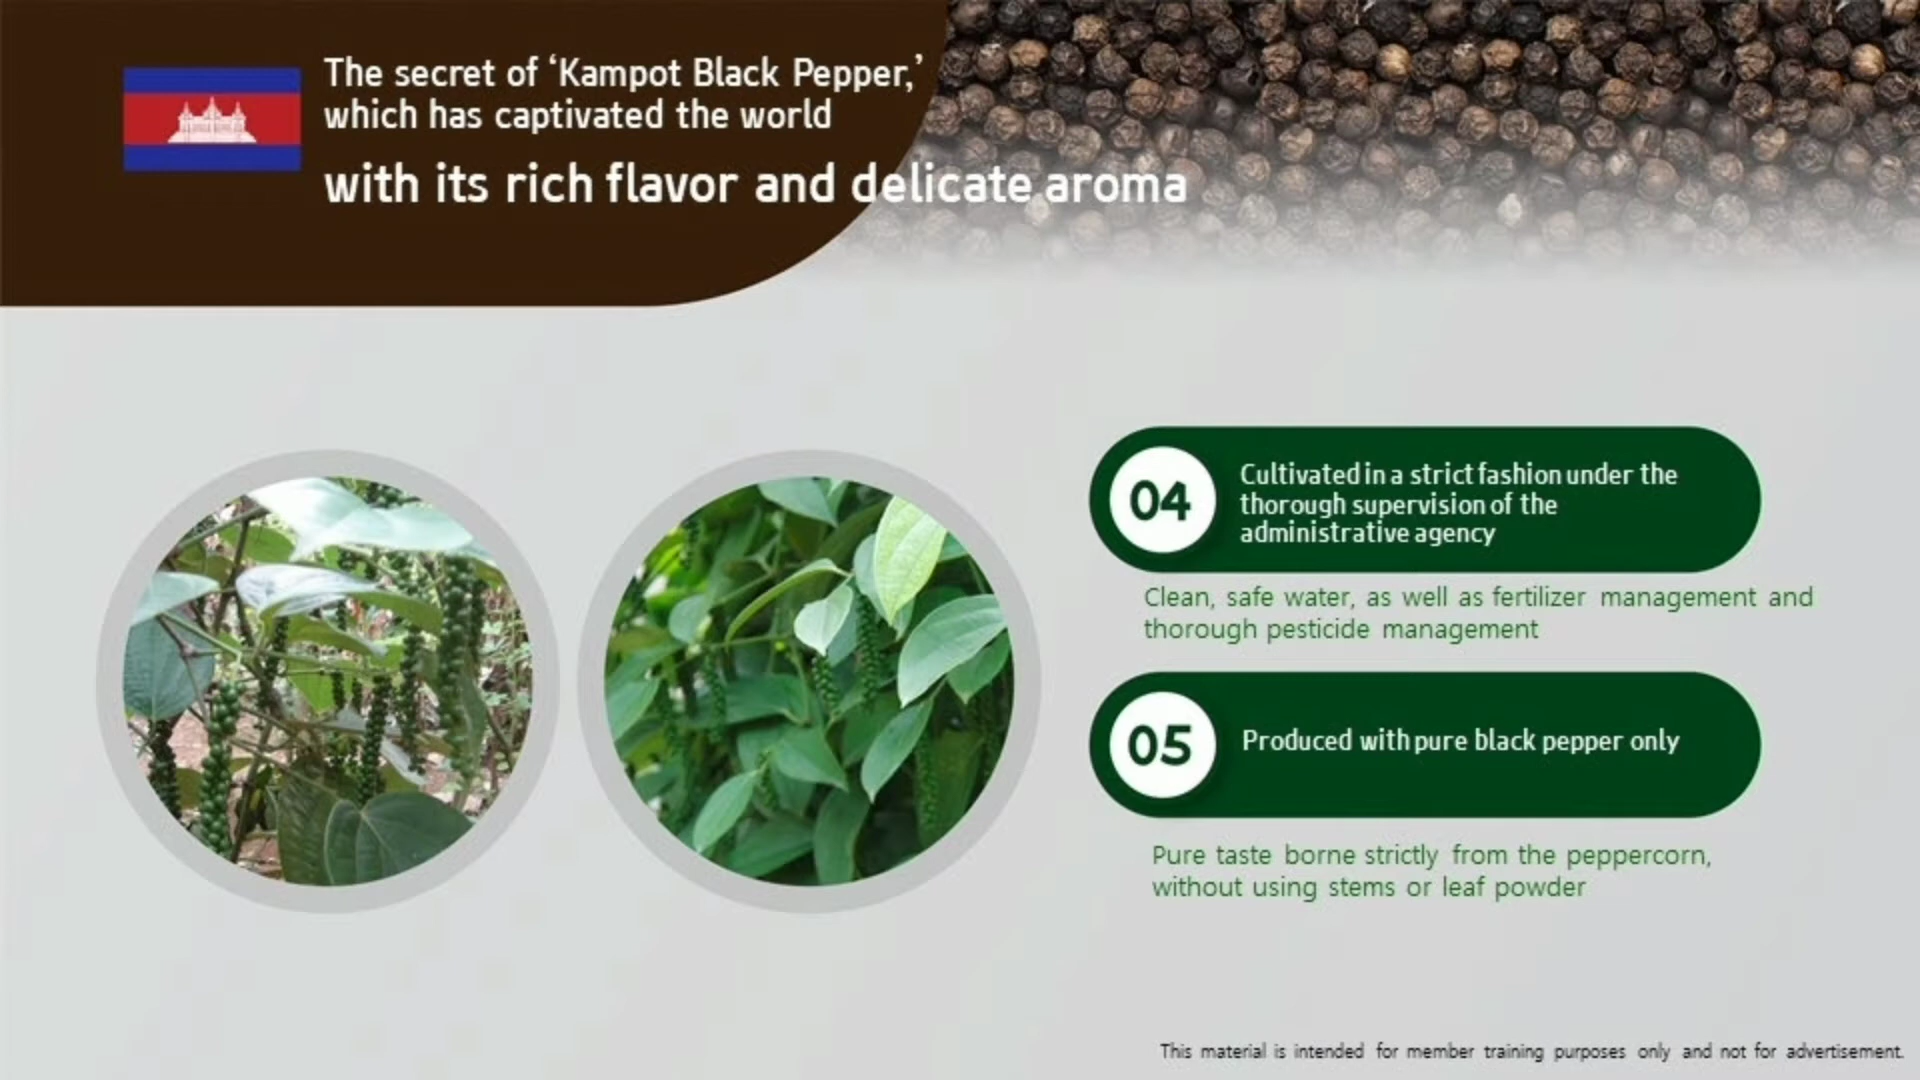 The secret of ‘Kampot Black Pepper,’
which has captivated the world
with its rich flavor and delicate aroma
04
Cultivated in a strict fashion under the
thorough supervision of the
administrative agency
Clean, safe water, as well as fertilizer management and
thorough pesticide management
05
Produced with pure black pepper only
Pure taste borne strictly from the peppercorn,
without using stems or leaf powder
This material is intended for member training purposes only and not for advertisement.